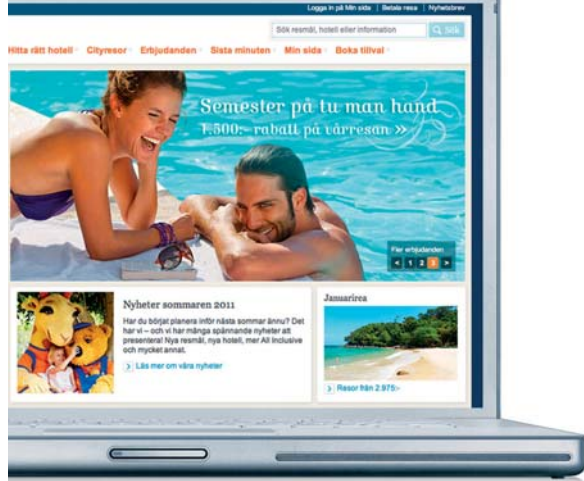 Logga in på Min sida | Betala resa | Nyhetsbrev
Sök resmål, hotell eller information
Sök
Hitta rätt hotell Cityresor Erbjudanden Sista minuten Min sida Boka tillval
Semester på tu man hand
1.500:- rabatt på vårresan »
Fler erbjudanden
< 1 2 3 >
Nyheter sommaren 2011
Har du börjat planera inför nästa sommar ännu? Det
har vi – och vi har många spännande nyheter att
presentera! Nya resmål, nya hotell, mer All Inclusive
och mycket annat.
> Läs mer om våra nyheter
Januarirea
> Resor från 2.875:-